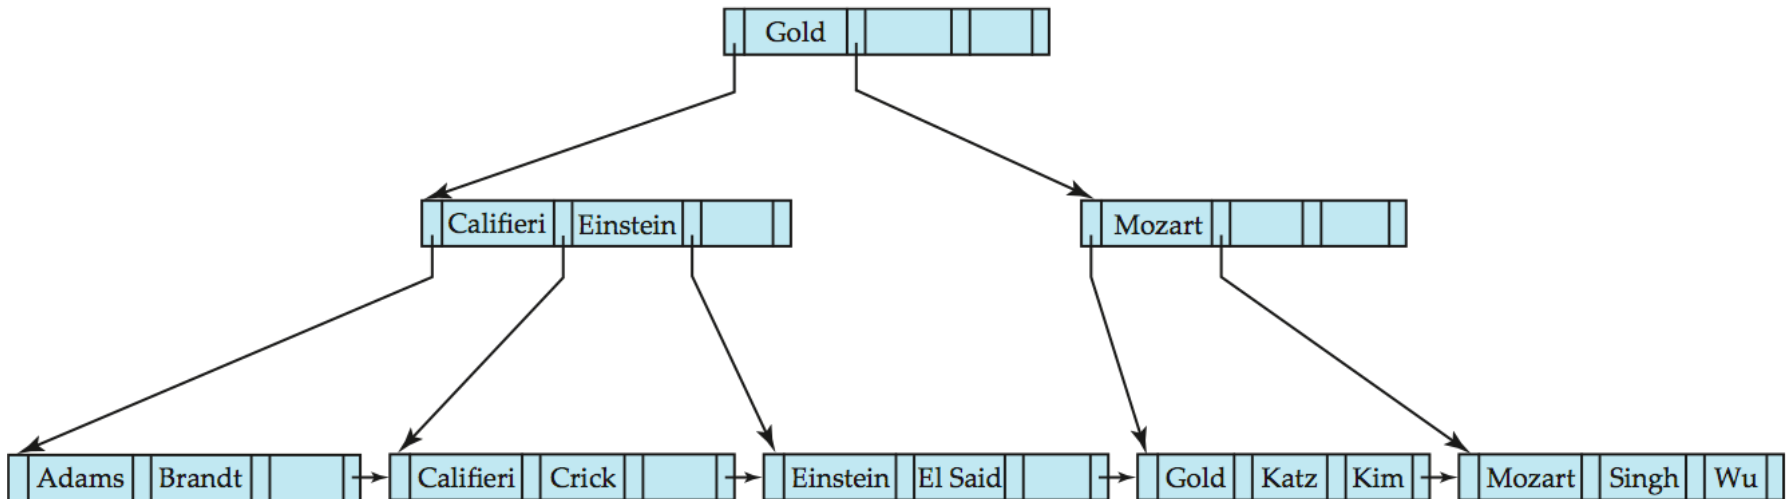 Gold
Califieri Einstein Mozart
Adams Brandt Califieri Crick Einstein El Said Gold Katz Kim Mozart Singh Wu